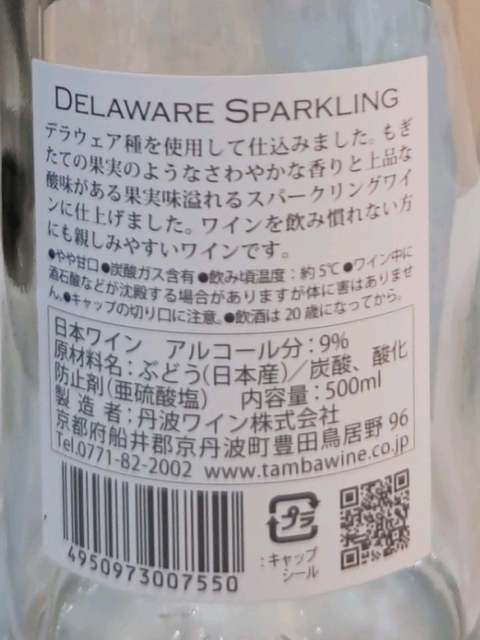 DELAWARE SPARKLING
デラウェア種を使用して仕込みました。もぎ
たての果実のようなさわやかな香りと上品な
酸味がある果実味溢れるスパークリングワイ
ンに仕上げました。ワインを飲み慣れない方
にも親しみやすいワインです。
●やや甘口●炭酸ガス含有●飲み頃温度：約5℃●ワイン中に
酒石酸などが沈殿する場合がありますが体に害はありませ
ん。●キャップの切り口に注意。●飲酒は20歳になってから。
日本ワイン　アルコール分：9%
原材料名：ぶどう(日本産)／炭酸、酸化
防止剤(亜硫酸塩)　内容量：500ml
製造者：丹波ワイン株式会社
京都府船井郡京丹波町豊田鳥居野 96
Tel.0771-82-2002 www.tambawine.co.jp
4950973007550
プラ
：キャップ
シール